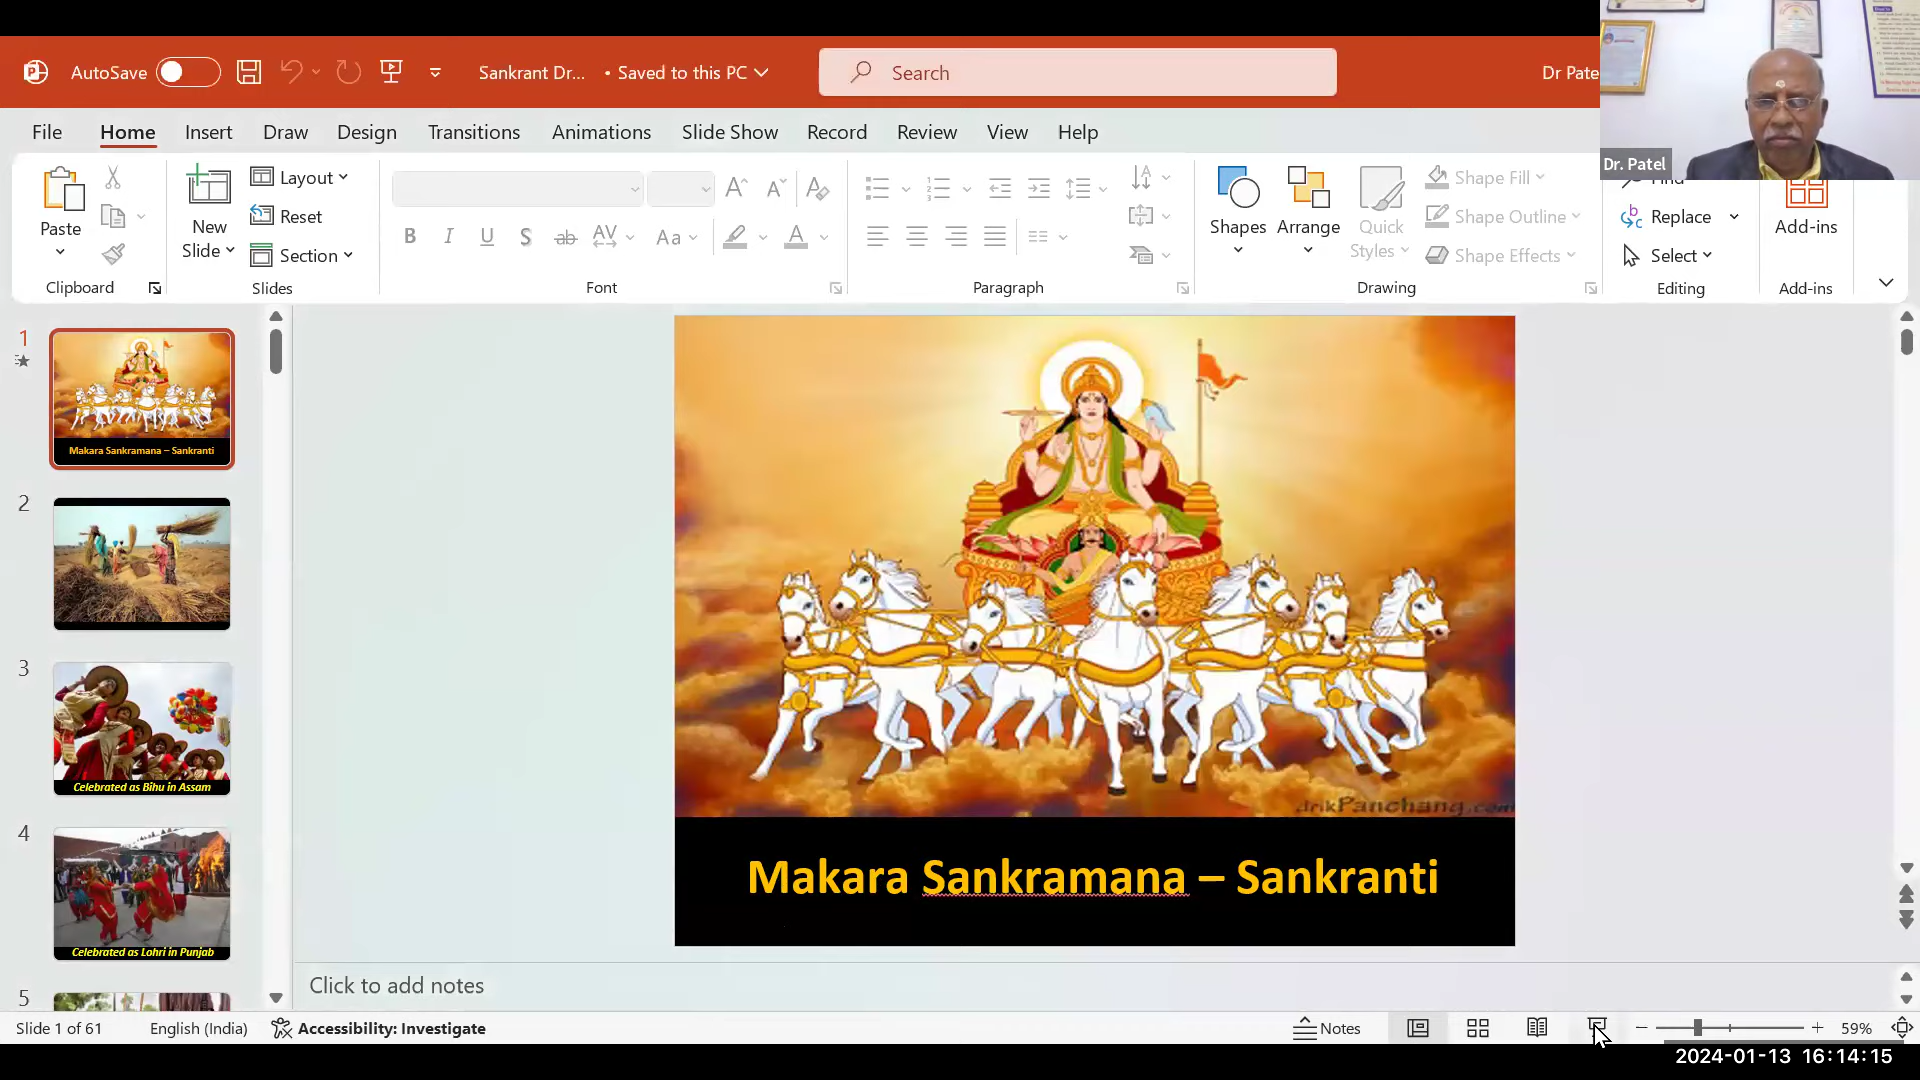 AutoSave
Sankrant Dr... • Saved to this PC
Search
Dr Pate
File Home Insert Draw Design Transitions Animations Slide Show Record Review View Help
Dr. Patel
Paste
New
Slide
Layout
Reset
Section
B I U S ab AV Aa A
Shapes
Arrange
Quick
Styles
Shape Fill
Shape Outline
Shape Effects
Find
Replace
Select
Add-ins
Clipboard Slides Font Paragraph Drawing Editing Add-ins
1
Makara Sankramana – Sankranti
2
3
Celebrated as Bihu in Assam
4
Celebrated as Lohri in Punjab
5
drikPanchang.com
Makara Sankramana – Sankranti
Click to add notes
Slide 1 of 61 English (India) Accessibility: Investigate Notes 59%
2024-01-13 16:14:15